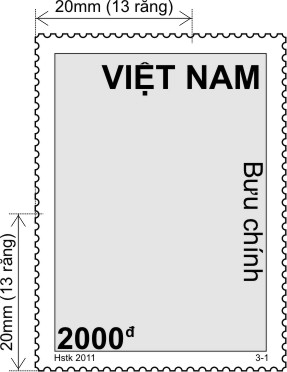 20mm (13 răng)
VIỆT NAM
Bưu chính
20mm (13 răng)
2000đ
Hstk 2011 3-1